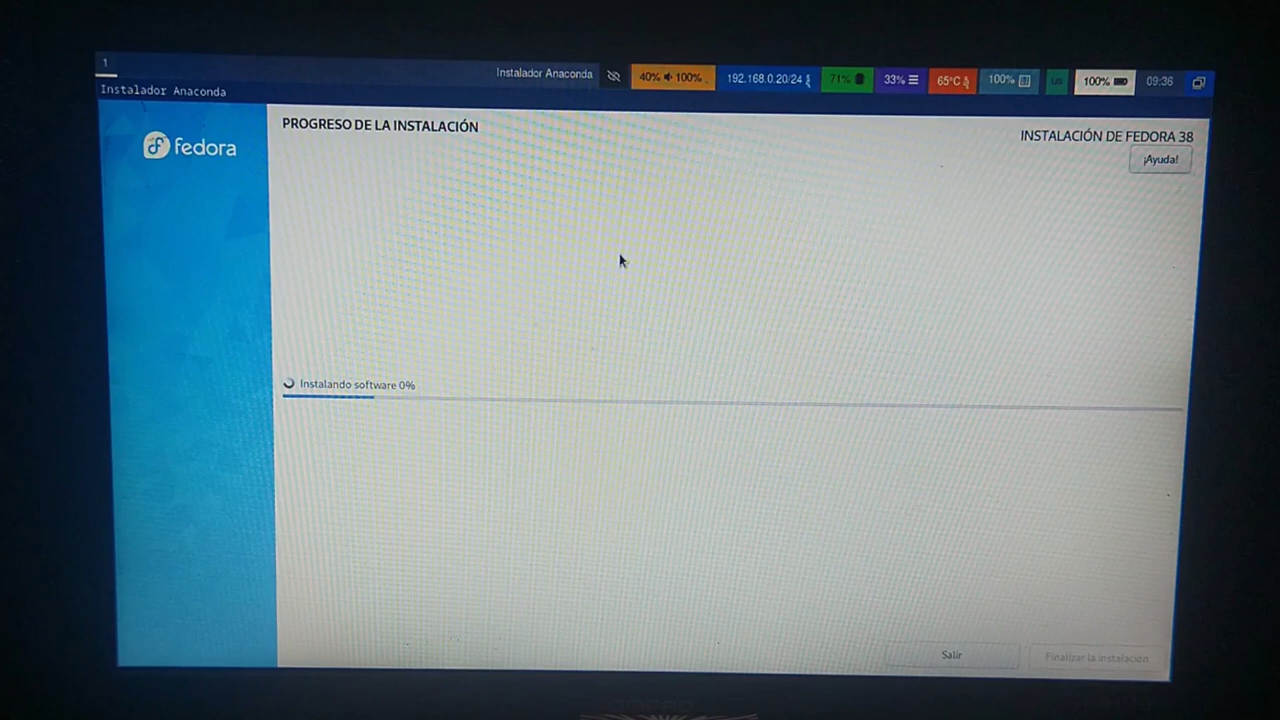 1
Instalador Anaconda
40% 100%
192.168.0.20/24
71%
33%
65°C
100%
us
100%
09:36
Instalador Anaconda
fedora
PROGRESO DE LA INSTALACIÓN
INSTALACIÓN DE FEDORA 38
¡Ayuda!
Instalando software 0%
Salir
Finalizar la instalación